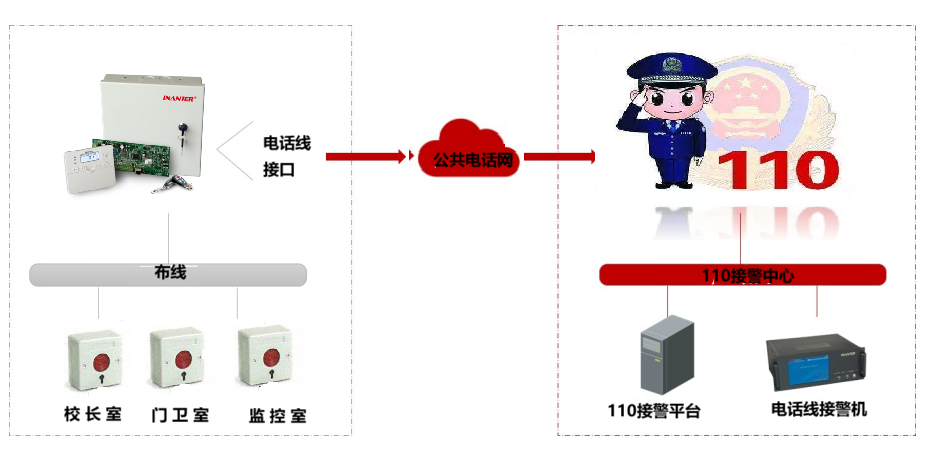 INANTER
电话线
接口
公共电话网
110
布线
110接警中心
校长室
门卫室
监控室
INANTER
110接警平台
电话线接警机